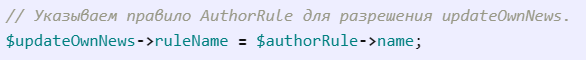 // Указываем правило AuthorRule для разрешения updateOwnNews.
$updateOwnNews->ruleName = $authorRule->name;